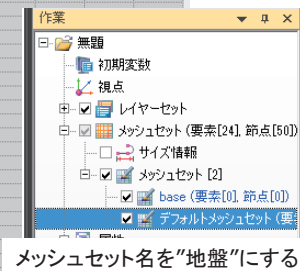 作業
無題
初期変数
視点
レイヤーセット
メッシュセット (要素[24], 節点[50])
サイズ情報
メッシュセット [2]
base (要素[0], 節点[0])
デフォルトメッシュセット (要
メッシュセット名を”地盤”にする